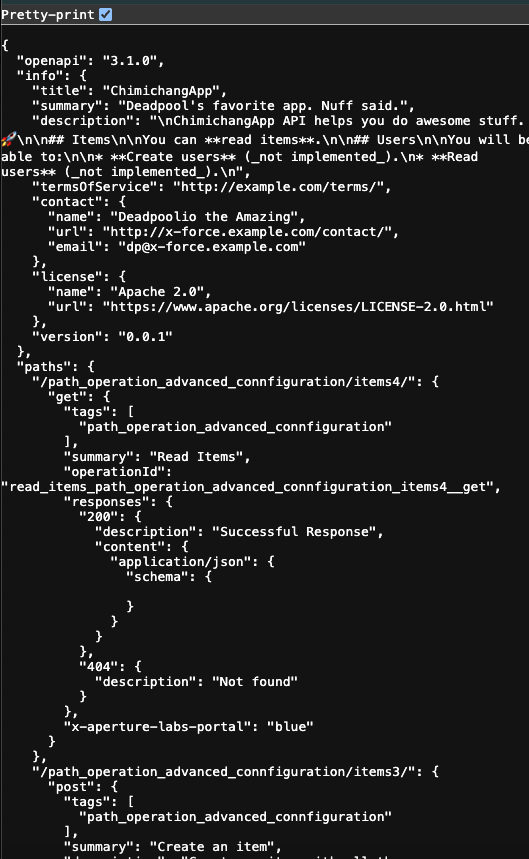 Pretty-print
{
  "openapi": "3.1.0",
  "info": {
    "title": "ChimichangApp",
    "summary": "Deadpool's favorite app. Nuff said.",
    "description": "\nChimichangApp API helps you do awesome stuff.
🚀\n\n## Items\n\nYou can **read items**.\n\n## Users\n\nYou will be
able to:\n\n* **Create users** (_not implemented_).\n* **Read
users** (_not implemented_).\n",
    "termsOfService": "http://example.com/terms/",
    "contact": {
      "name": "Deadpoolio the Amazing",
      "url": "http://x-force.example.com/contact/",
      "email": "dp@x-force.example.com"
    },
    "license": {
      "name": "Apache 2.0",
      "url": "https://www.apache.org/licenses/LICENSE-2.0.html"
    },
    "version": "0.0.1"
  },
  "paths": {
    "/path_operation_advanced_connfiguration/items4/": {
      "get": {
        "tags": [
          "path_operation_advanced_connfiguration"
        ],
        "summary": "Read Items",
        "operationId":
"read_items_path_operation_advanced_connfiguration_items4__get",
        "responses": {
          "200": {
            "description": "Successful Response",
            "content": {
              "application/json": {
                "schema": {
                }
              }
            }
          },
          "404": {
            "description": "Not found"
          }
        },
        "x-aperture-labs-portal": "blue"
      }
    },
    "/path_operation_advanced_connfiguration/items3/": {
      "post": {
        "tags": [
          "path_operation_advanced_connfiguration"
        ],
        "summary": "Create an item",